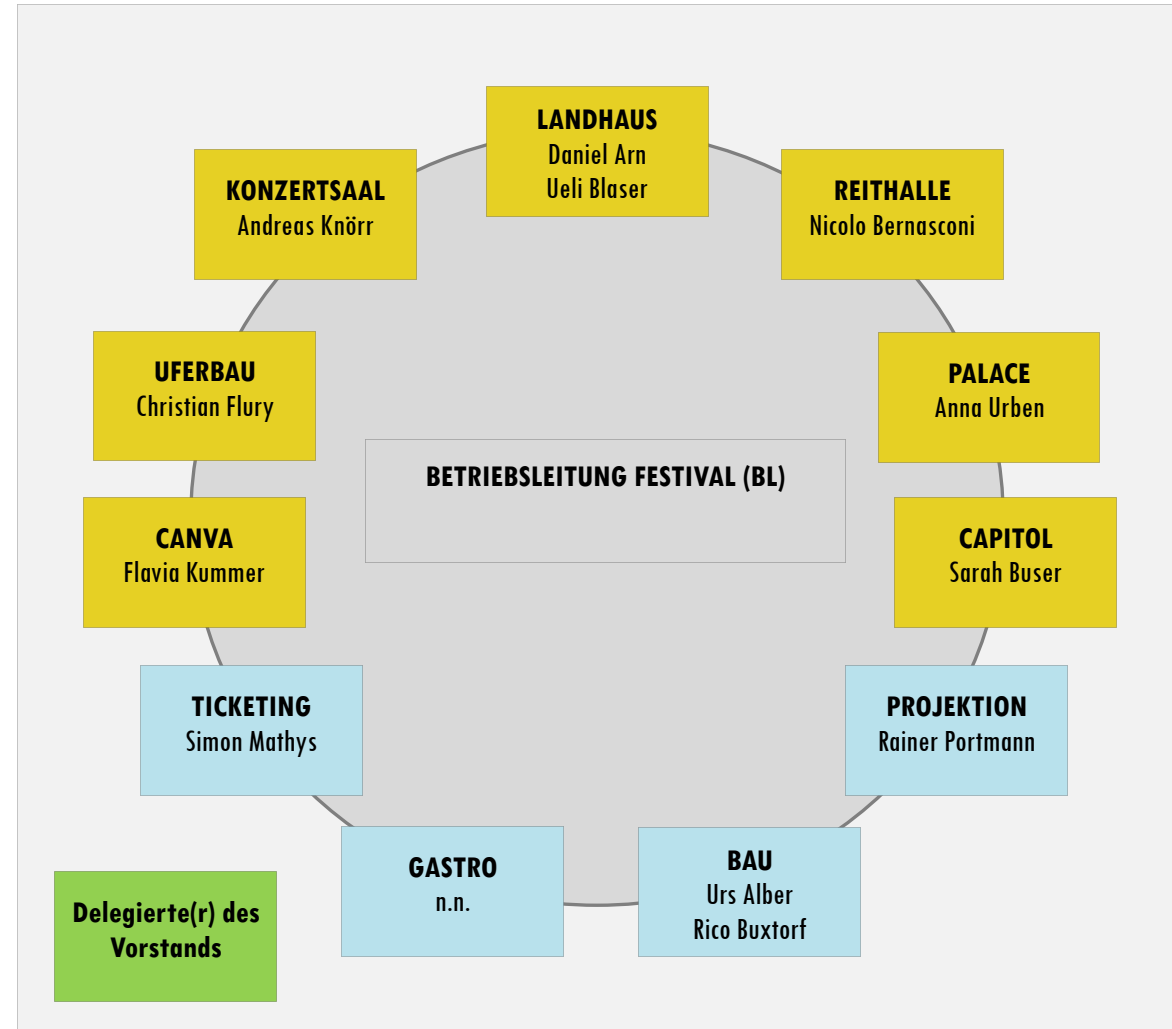 LANDHAUS
Daniel Arn
Ueli Blaser
KONZERTSAAL
Andreas Knörr
REITHALLE
Nicolo Bernasconi
UFERBAU
Christian Flury
PALACE
Anna Urben
BETRIEBSLEITUNG FESTIVAL (BL)
CANVA
Flavia Kummer
CAPITOL
Sarah Buser
TICKETING
Simon Mathys
PROJEKTION
Rainer Portmann
GASTRO
n.n.
BAU
Urs Alber
Rico Buxtorf
Delegierte(r) des
Vorstands